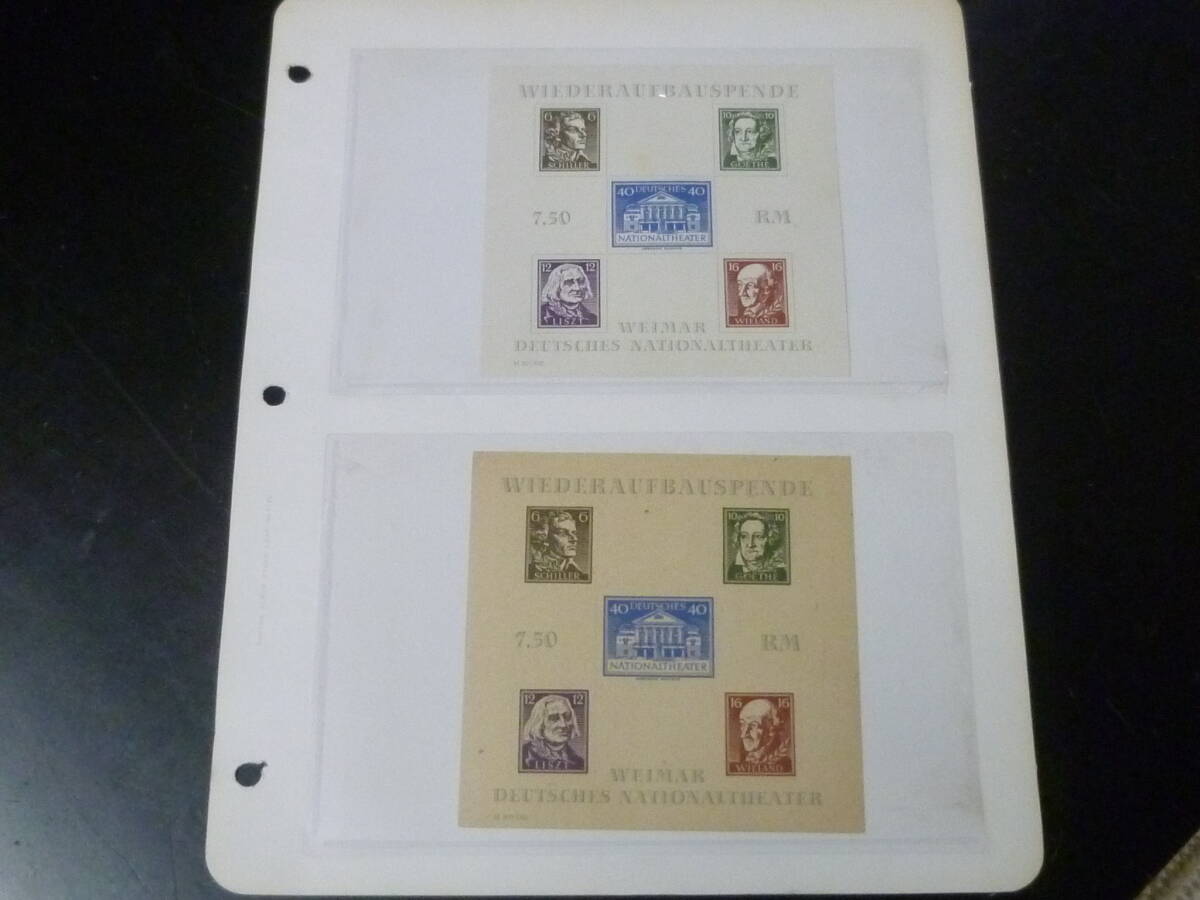 WIEDERAUFBAUSPENDE
6 6
SCHILLER
10 10
GOETHE
40 DEUTSCHES 40
NATIONALTHEATER
7.50 RM
12 12
LISZT
16 16
WIELAND
WEIMAR
DEUTSCHES NATIONALTHEATER
WIEDERAUFBAUSPENDE
6 6
SCHILLER
10 10
GOETHE
40 DEUTSCHES 40
NATIONALTHEATER
7.50 RM
12 12
LISZT
16 16
WIELAND
WEIMAR
DEUTSCHES NATIONALTHEATER